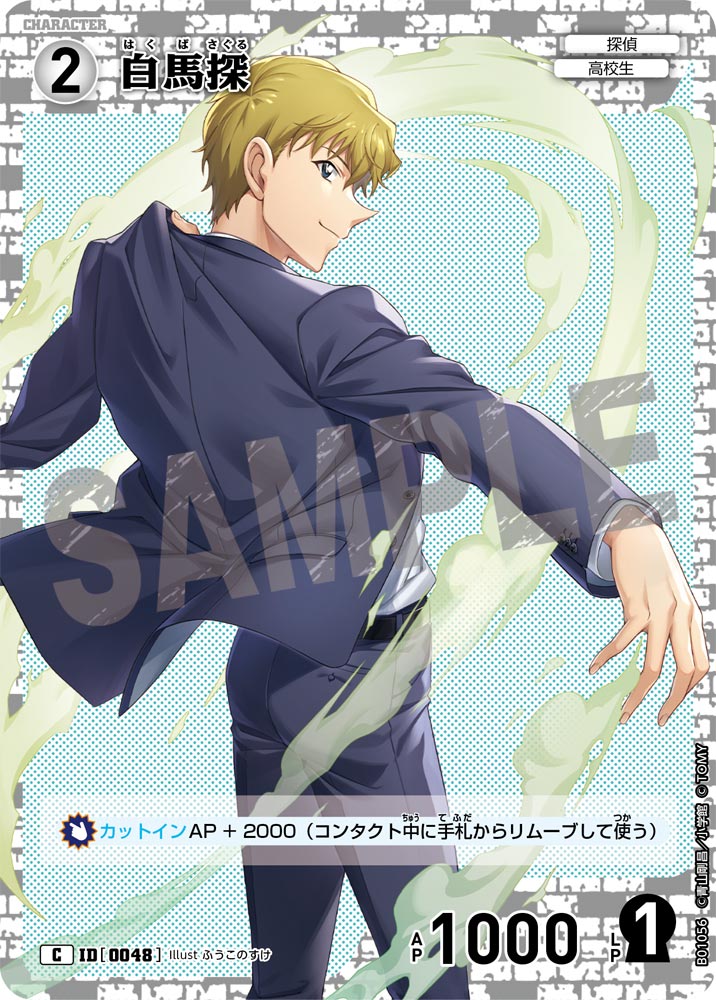 CHARACTER
2
はくばさぐる
白馬探
探偵
高校生
SAMPLE
ちゅう てふだ つか
カットイン AP + 2000（コンタクト中に手札からリムーブして使う）
C ID[0048] Illust ふうこのすけ
AP 1000 LP 1
B01056 ©青山剛昌／小学館 © TOMY